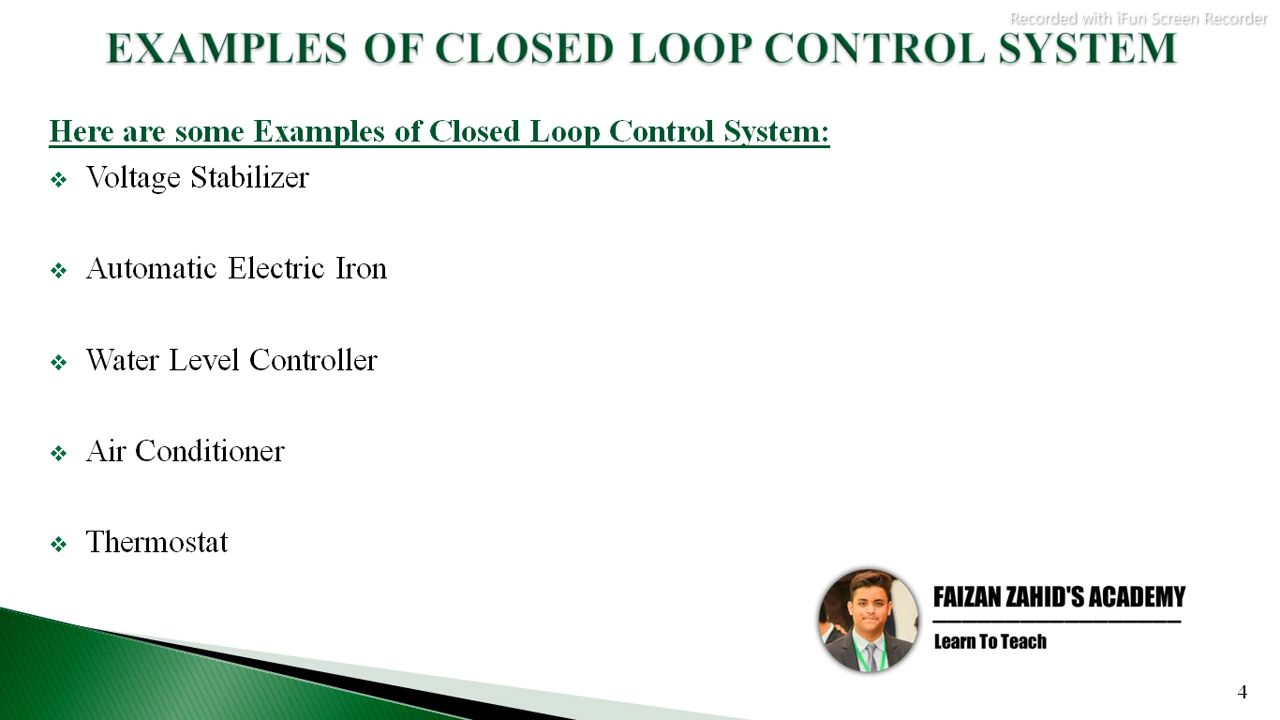 Recorded with iFun Screen Recorder
EXAMPLES OF CLOSED LOOP CONTROL SYSTEM
Here are some Examples of Closed Loop Control System:
Voltage Stabilizer
Automatic Electric Iron
Water Level Controller
Air Conditioner
Thermostat
FAIZAN ZAHID'S ACADEMY
Learn To Teach
4